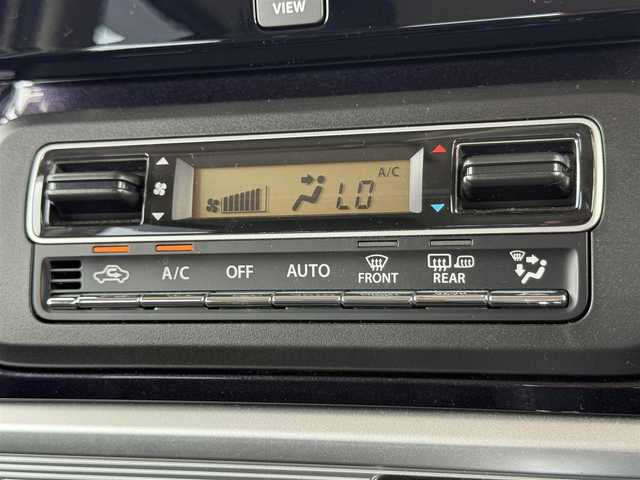 VIEW
A/C
LO
A/C OFF AUTO FRONT REAR